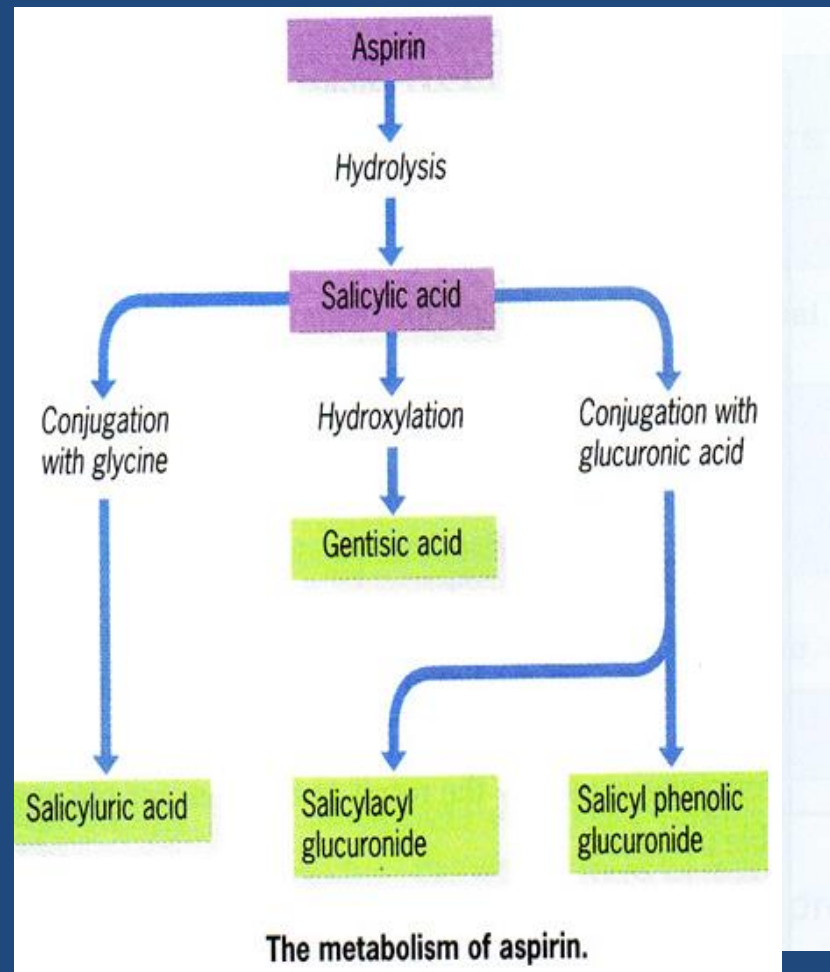 Aspirin
Hydrolysis
Salicylic acid
Conjugation
with glycine
Hydroxylation
Conjugation with
glucuronic acid
Gentisic acid
Salicyluric acid
Salicylacyl
glucuronide
Salicyl phenolic
glucuronide
The metabolism of aspirin.